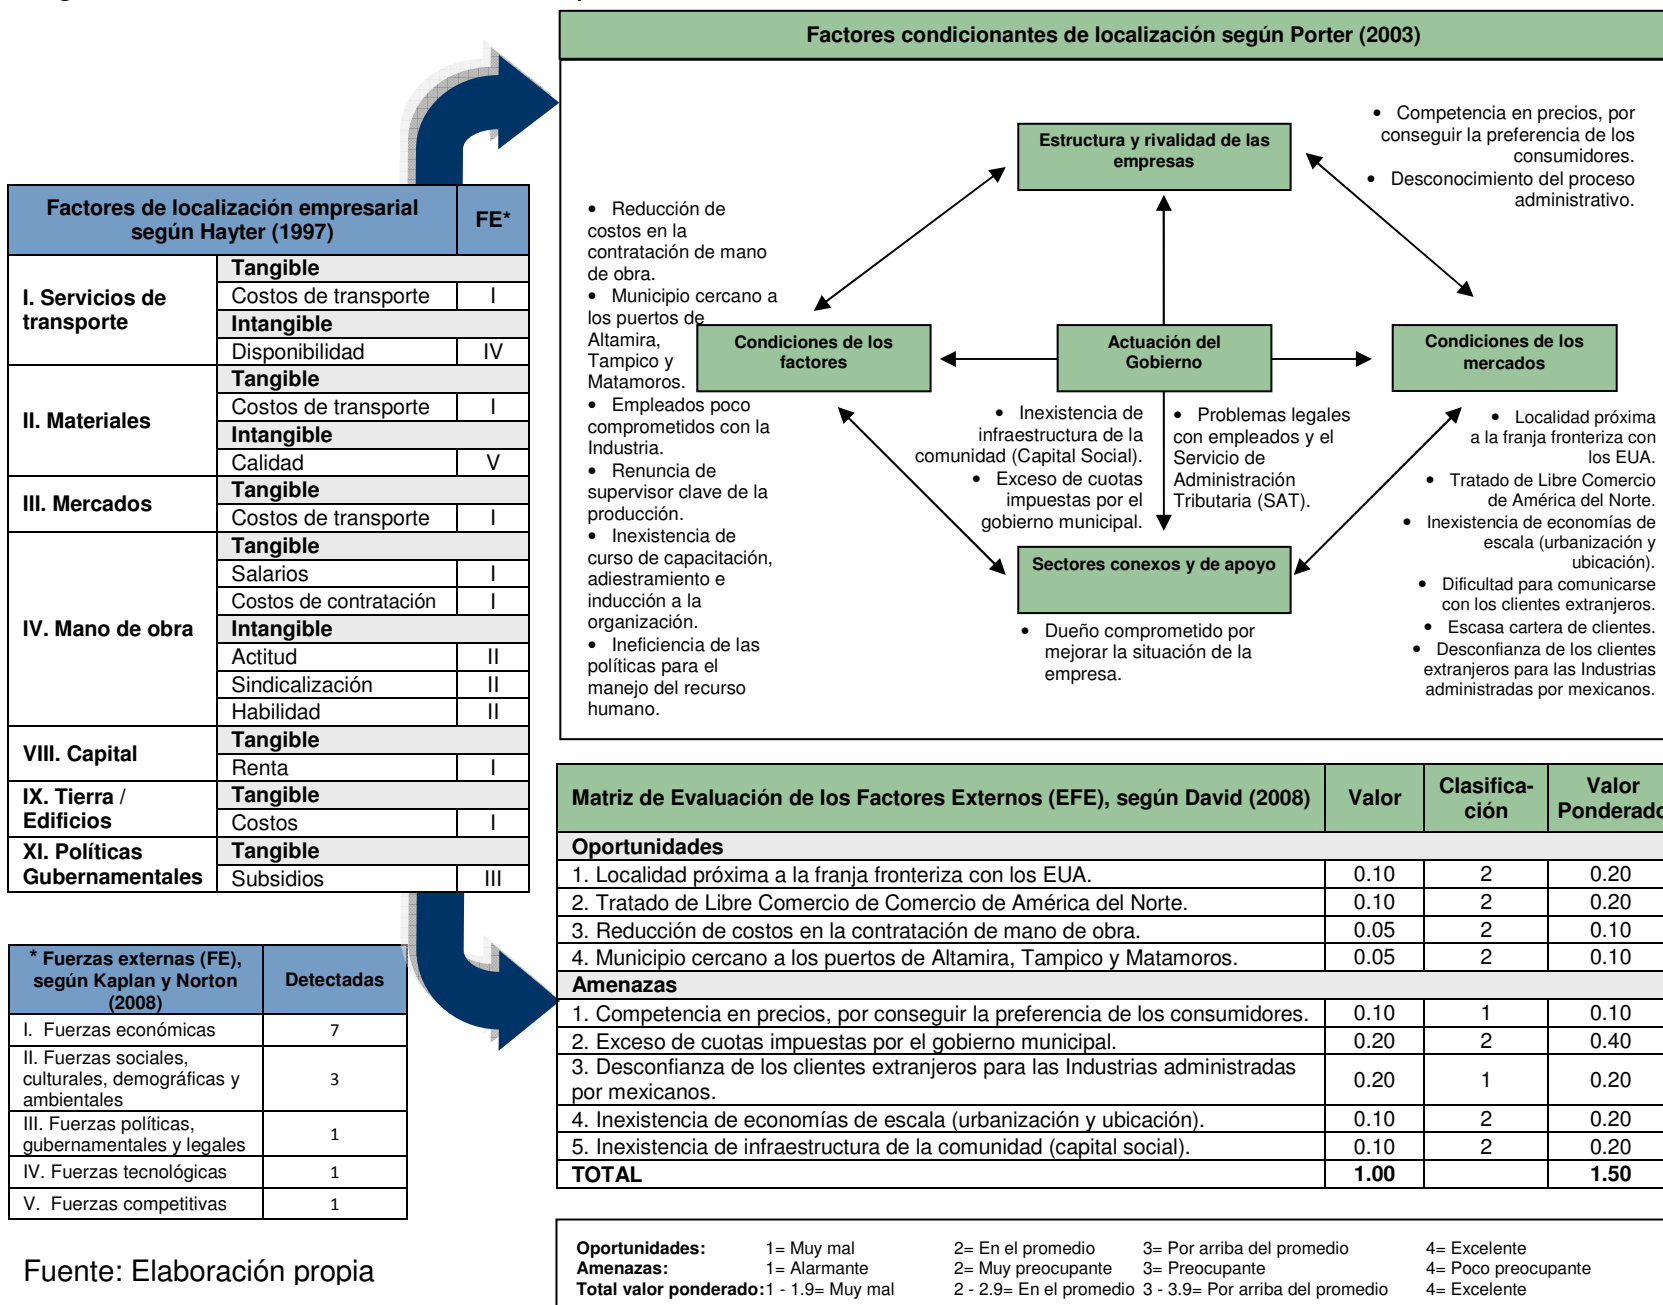 Factores condicionantes de localización según Porter (2003)
Estructura y rivalidad de las
empresas
• Competencia en precios, por
conseguir la preferencia de los
consumidores.
• Desconocimiento del proceso
administrativo.
• Reducción de
costos en la
contratación de mano
de obra.
• Municipio cercano a
los puertos de
Altamira,
Tampico y
Matamoros.
• Empleados poco
comprometidos con la
Industria.
• Renuncia de
supervisor clave de la
producción.
• Inexistencia de
curso de capacitación,
adiestramiento e
inducción a la
organización.
• Ineficiencia de las
políticas para el
manejo del recurso
humano.
Condiciones de los
factores
Actuación del
Gobierno
Condiciones de los
mercados
• Inexistencia de
infraestructura de la
comunidad (Capital Social).
• Exceso de cuotas
impuestas por el
gobierno municipal.
• Problemas legales
con empleados y el
Servicio de
Administración
Tributaria (SAT).
• Localidad próxima
a la franja fronteriza con
los EUA.
• Tratado de Libre Comercio
de América del Norte.
• Inexistencia de economías de
escala (urbanización y
ubicación).
• Dificultad para comunicarse
con los clientes extranjeros.
• Escasa cartera de clientes.
• Desconfianza de los clientes
extranjeros para las Industrias
administradas por mexicanos.
Sectores conexos y de apoyo
• Dueño comprometido por
mejorar la situación de la
empresa.
Factores de localización empresarial
según Hayter (1997)
FE*
I. Servicios de
transporte
Tangible
Costos de transporte I
Intangible
Disponibilidad IV
II. Materiales
Tangible
Costos de transporte I
Intangible
Calidad V
III. Mercados
Tangible
Costos de transporte I
IV. Mano de obra
Tangible
Salarios I
Costos de contratación I
Intangible
Actitud II
Sindicalización II
Habilidad II
VIII. Capital
Tangible
Renta I
IX. Tierra /
Edificios
Tangible
Costos I
XI. Políticas
Gubernamentales
Tangible
Subsidios III
* Fuerzas externas (FE),
según Kaplan y Norton
(2008)
Detectadas
I. Fuerzas económicas 7
II. Fuerzas sociales,
culturales, demográficas y
ambientales
3
III. Fuerzas políticas,
gubernamentales y legales
1
IV. Fuerzas tecnológicas 1
V. Fuerzas competitivas 1
Matriz de Evaluación de los Factores Externos (EFE), según David (2008)
Valor
Clasifica-
ción
Valor
Ponderado
Oportunidades
1. Localidad próxima a la franja fronteriza con los EUA. 0.10 2 0.20
2. Tratado de Libre Comercio de Comercio de América del Norte. 0.10 2 0.20
3. Reducción de costos en la contratación de mano de obra. 0.05 2 0.10
4. Municipio cercano a los puertos de Altamira, Tampico y Matamoros. 0.05 2 0.10
Amenazas
1. Competencia en precios, por conseguir la preferencia de los consumidores. 0.10 1 0.10
2. Exceso de cuotas impuestas por el gobierno municipal. 0.20 2 0.40
3. Desconfianza de los clientes extranjeros para las Industrias administradas
por mexicanos.
0.20 1 0.20
4. Inexistencia de economías de escala (urbanización y ubicación). 0.10 2 0.20
5. Inexistencia de infraestructura de la comunidad (capital social). 0.10 2 0.20
TOTAL 1.00 1.50
Oportunidades: 1= Muy mal 2= En el promedio 3= Por arriba del promedio 4= Excelente
Amenazas: 1= Alarmante 2= Muy preocupante 3= Preocupante 4= Poco preocupante
Total valor ponderado: 1 - 1.9= Muy mal 2 - 2.9= En el promedio 3 - 3.9= Por arriba del promedio 4= Excelente
Fuente: Elaboración propia